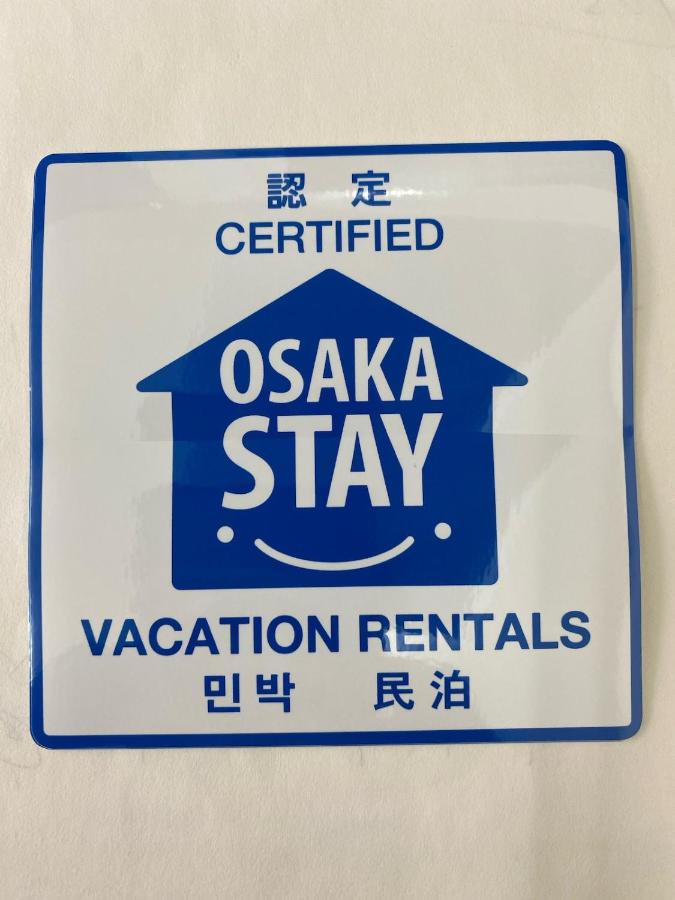 認 定
CERTIFIED
OSAKA
STAY
VACATION RENTALS
민박 民泊